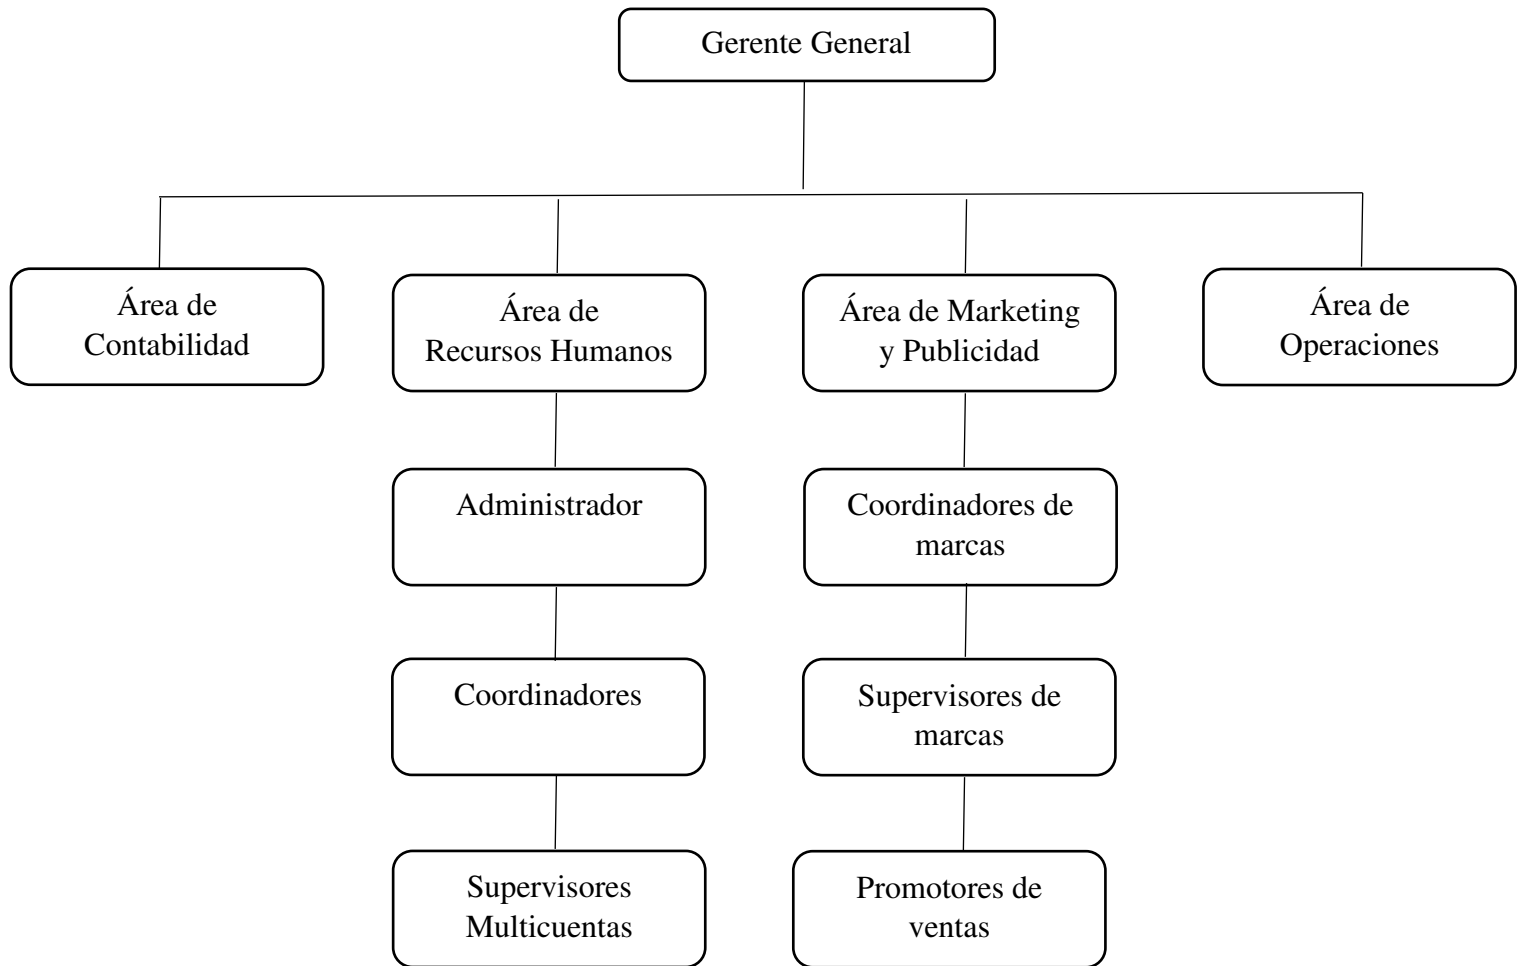 Gerente General
Área de
Contabilidad
Área de
Recursos Humanos
Área de Marketing
y Publicidad
Área de
Operaciones
Administrador
Coordinadores de
marcas
Coordinadores
Supervisores de
marcas
Supervisores
Multicuentas
Promotores de
ventas